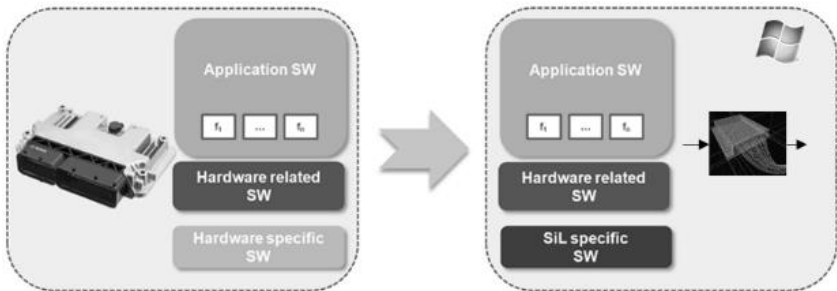 Application SW
f₁
...
fₙ
Hardware related
SW
Hardware specific
SW
Application SW
f₁
...
fₙ
Hardware related
SW
SiL specific
SW